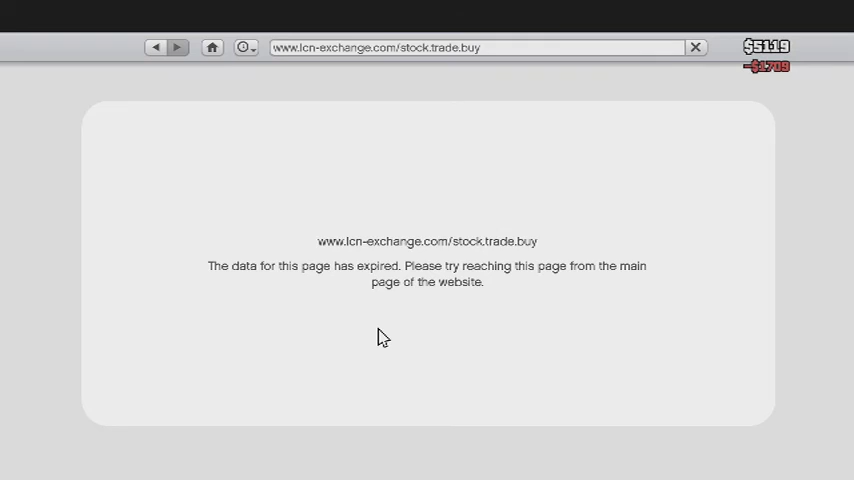 www.lcn-exchange.com/stock.trade.buy
$5119
-$1709
www.lcn-exchange.com/stock.trade.buy
The data for this page has expired. Please try reaching this page from the main
page of the website.